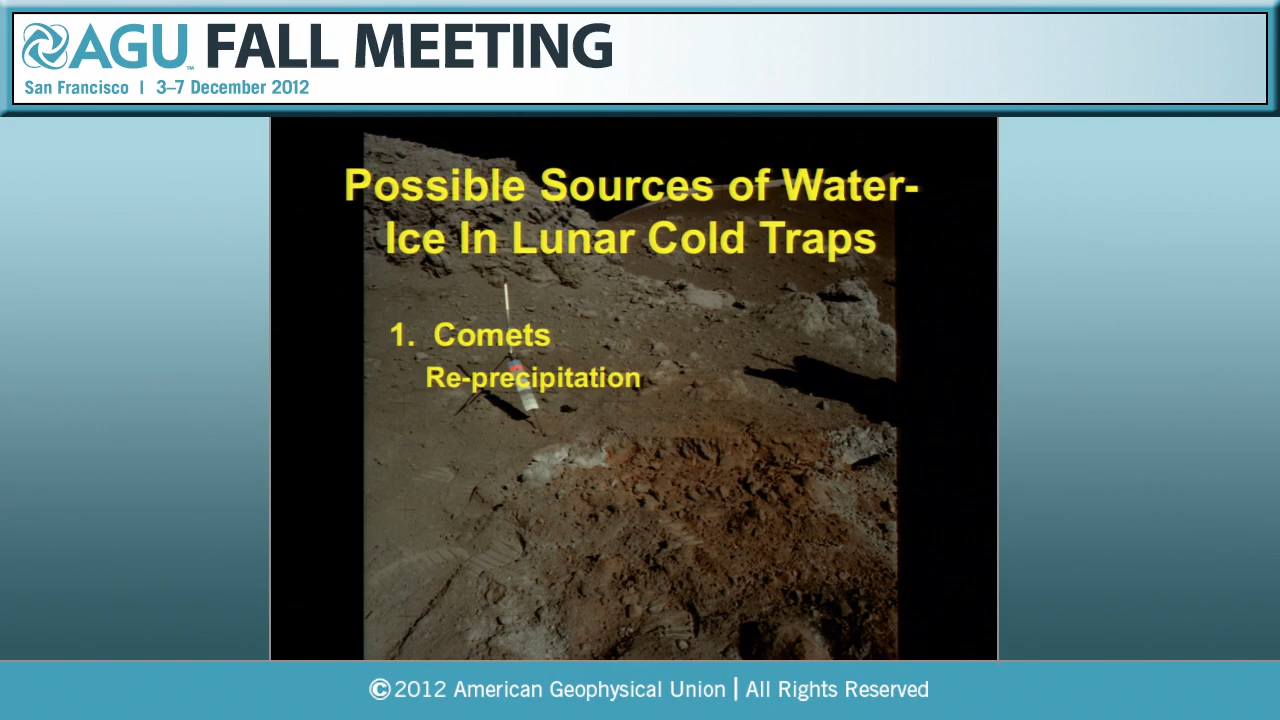 AGU™ FALL MEETING
San Francisco | 3–7 December 2012
Possible Sources of Water-
Ice In Lunar Cold Traps
1. Comets
Re-precipitation
©2012 American Geophysical Union | All Rights Reserved